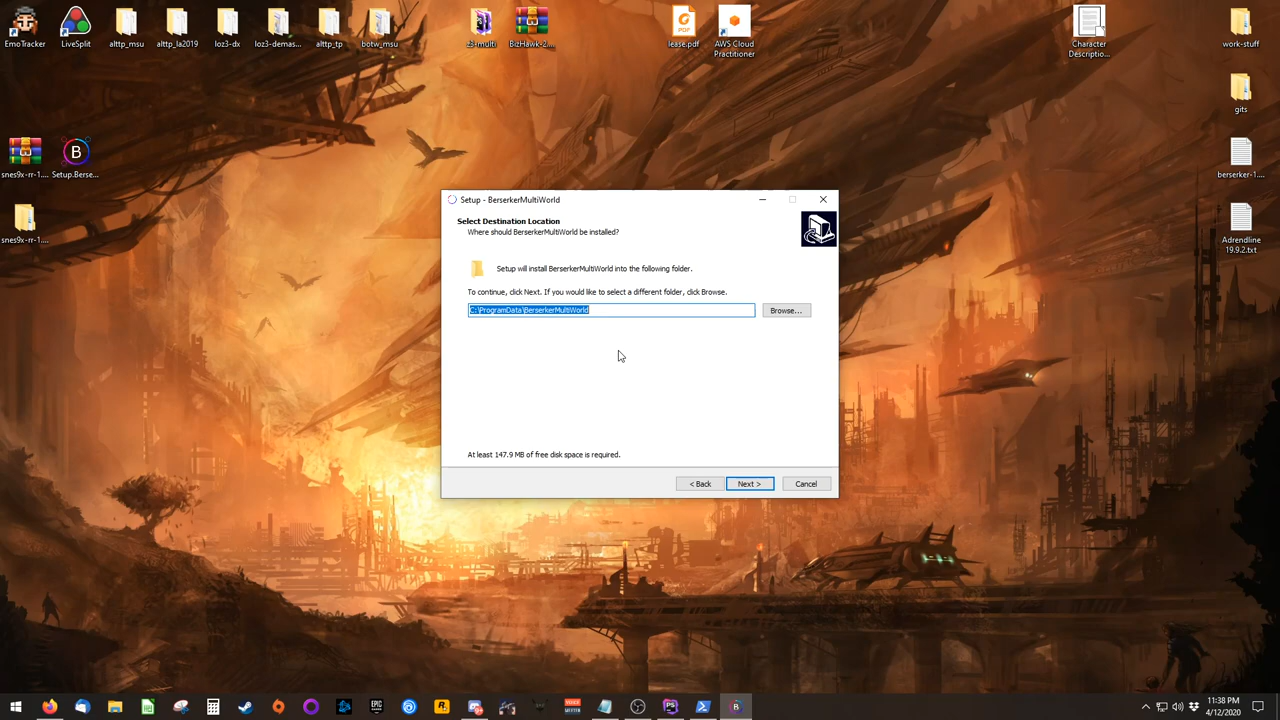 EmoTracker
LiveSplit
alttp_msu
alttp_la2019
loz3-dx
loz3-demas...
alttp_tp
botw_msu
z3-multi
BizHawk-2....
PDF
lease.pdf
AWS Cloud
Practitioner
Character
Descriptio...
work-stuff
gits
snes9x-rr-1....
B
Setup.Berse...
berserker-1....
snes9x-rr-1....
Adrendline
19.9.2.txt
Setup - BerserkerMultiWorld
Select Destination Location
Where should BerserkerMultiWorld be installed?
Setup will install BerserkerMultiWorld into the following folder.
To continue, click Next. If you would like to select a different folder, click Browse.
C:\ProgramData\BerserkerMultiWorld
Browse...
At least 147.9 MB of free disk space is required.
< Back
Next >
Cancel
EPIC
GAMES
R
PS
B
11:38 PM
4/12/2020